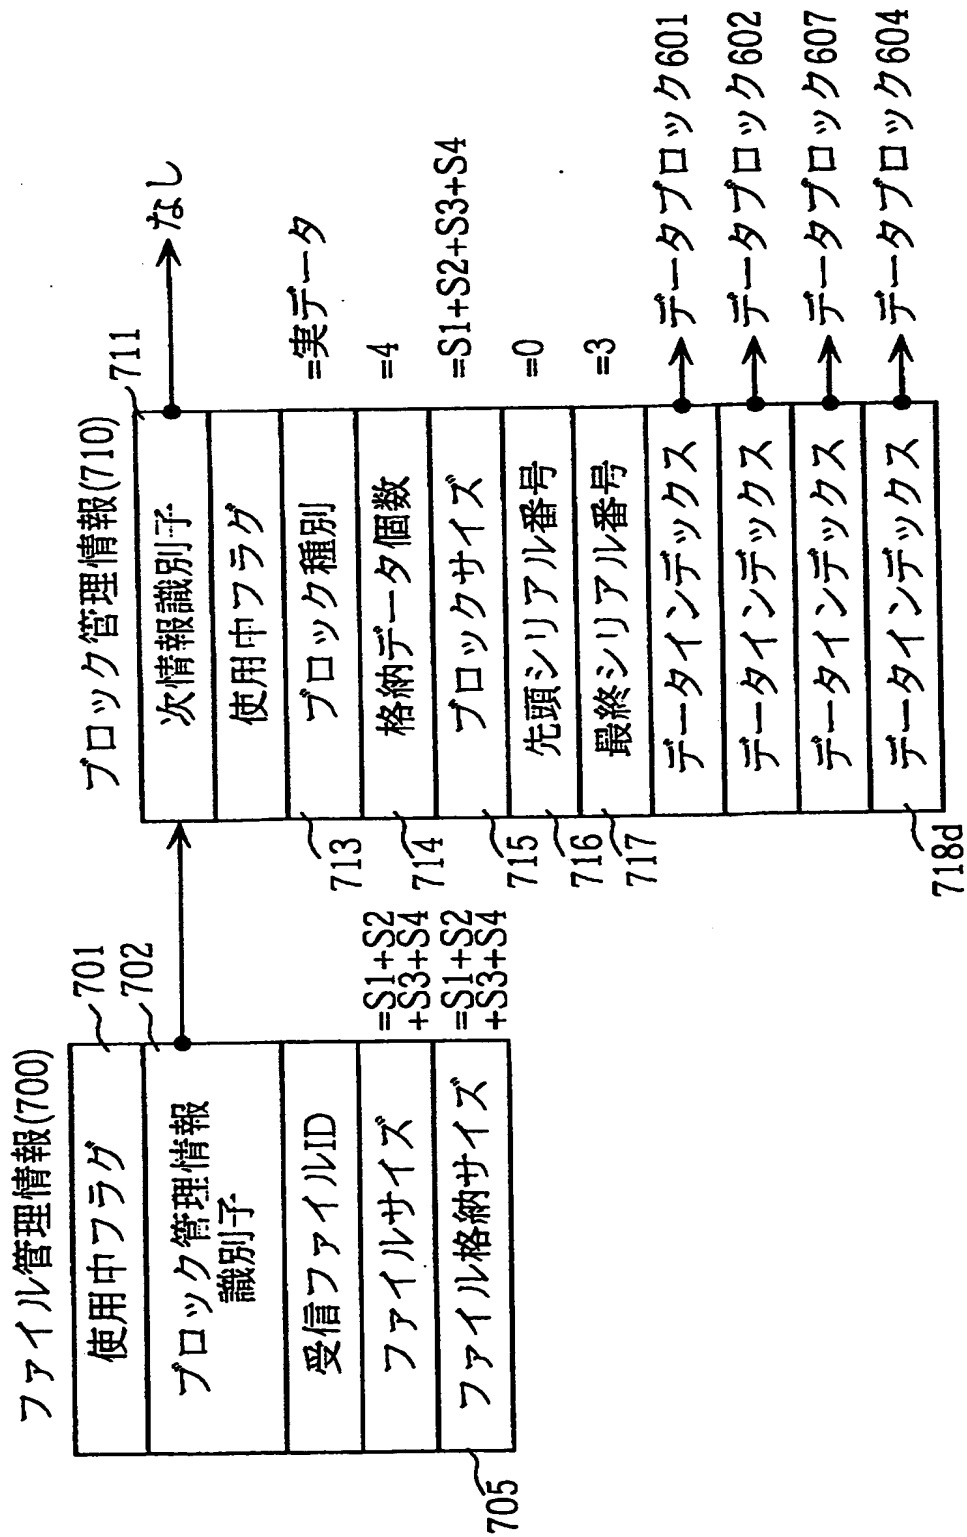 ファイル管理情報(700)
使用中フラグ
701
ブロック管理情報
識別子
702
受信ファイルID
ファイルサイズ
=S1+S2
+S3+S4
ファイル格納サイズ
=S1+S2
+S3+S4
705
ブロック管理情報(710)
711
次情報識別子
なし
使用中フラグ
ブロック種別
=実データ
713
格納データ個数
=4
714
ブロックサイズ
=S1+S2+S3+S4
715
先頭シリアル番号
=0
716
最終シリアル番号
=3
717
データインデックス
データブロック601
データインデックス
データブロック602
データインデックス
データブロック607
データインデックス
データブロック604
718d